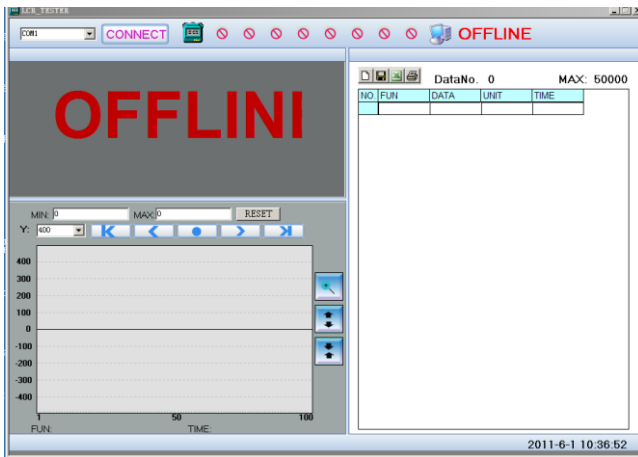 LCR_TESTER
COM1 CONNECT OFFLINE
OFFLINI
DataNo. 0 MAX: 50000
NO. FUN DATA UNIT TIME
MIN: 0 MAX: 0 RESET
Y: 400
400
300
200
100
0
-100
-200
-300
-400
1 50 100
FUN: TIME:
2011-6-1 10:36:52